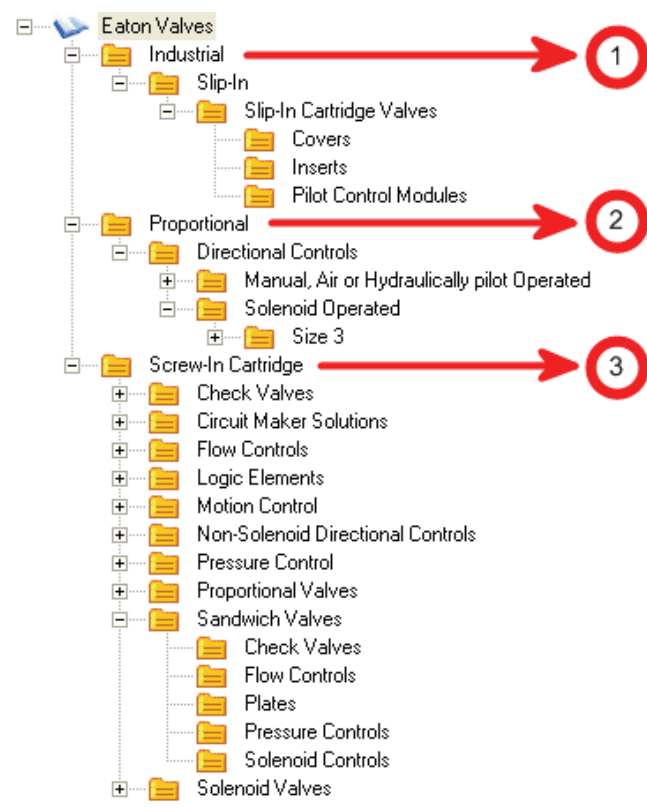 Eaton Valves
Industrial 1
Slip-In
Slip-In Cartridge Valves
Covers
Inserts
Pilot Control Modules
Proportional 2
Directional Controls
Manual, Air or Hydraulically pilot Operated
Solenoid Operated
Size 3
Screw-In Cartridge 3
Check Valves
Circuit Maker Solutions
Flow Controls
Logic Elements
Motion Control
Non-Solenoid Directional Controls
Pressure Control
Proportional Valves
Sandwich Valves
Check Valves
Flow Controls
Plates
Pressure Controls
Solenoid Controls
Solenoid Valves